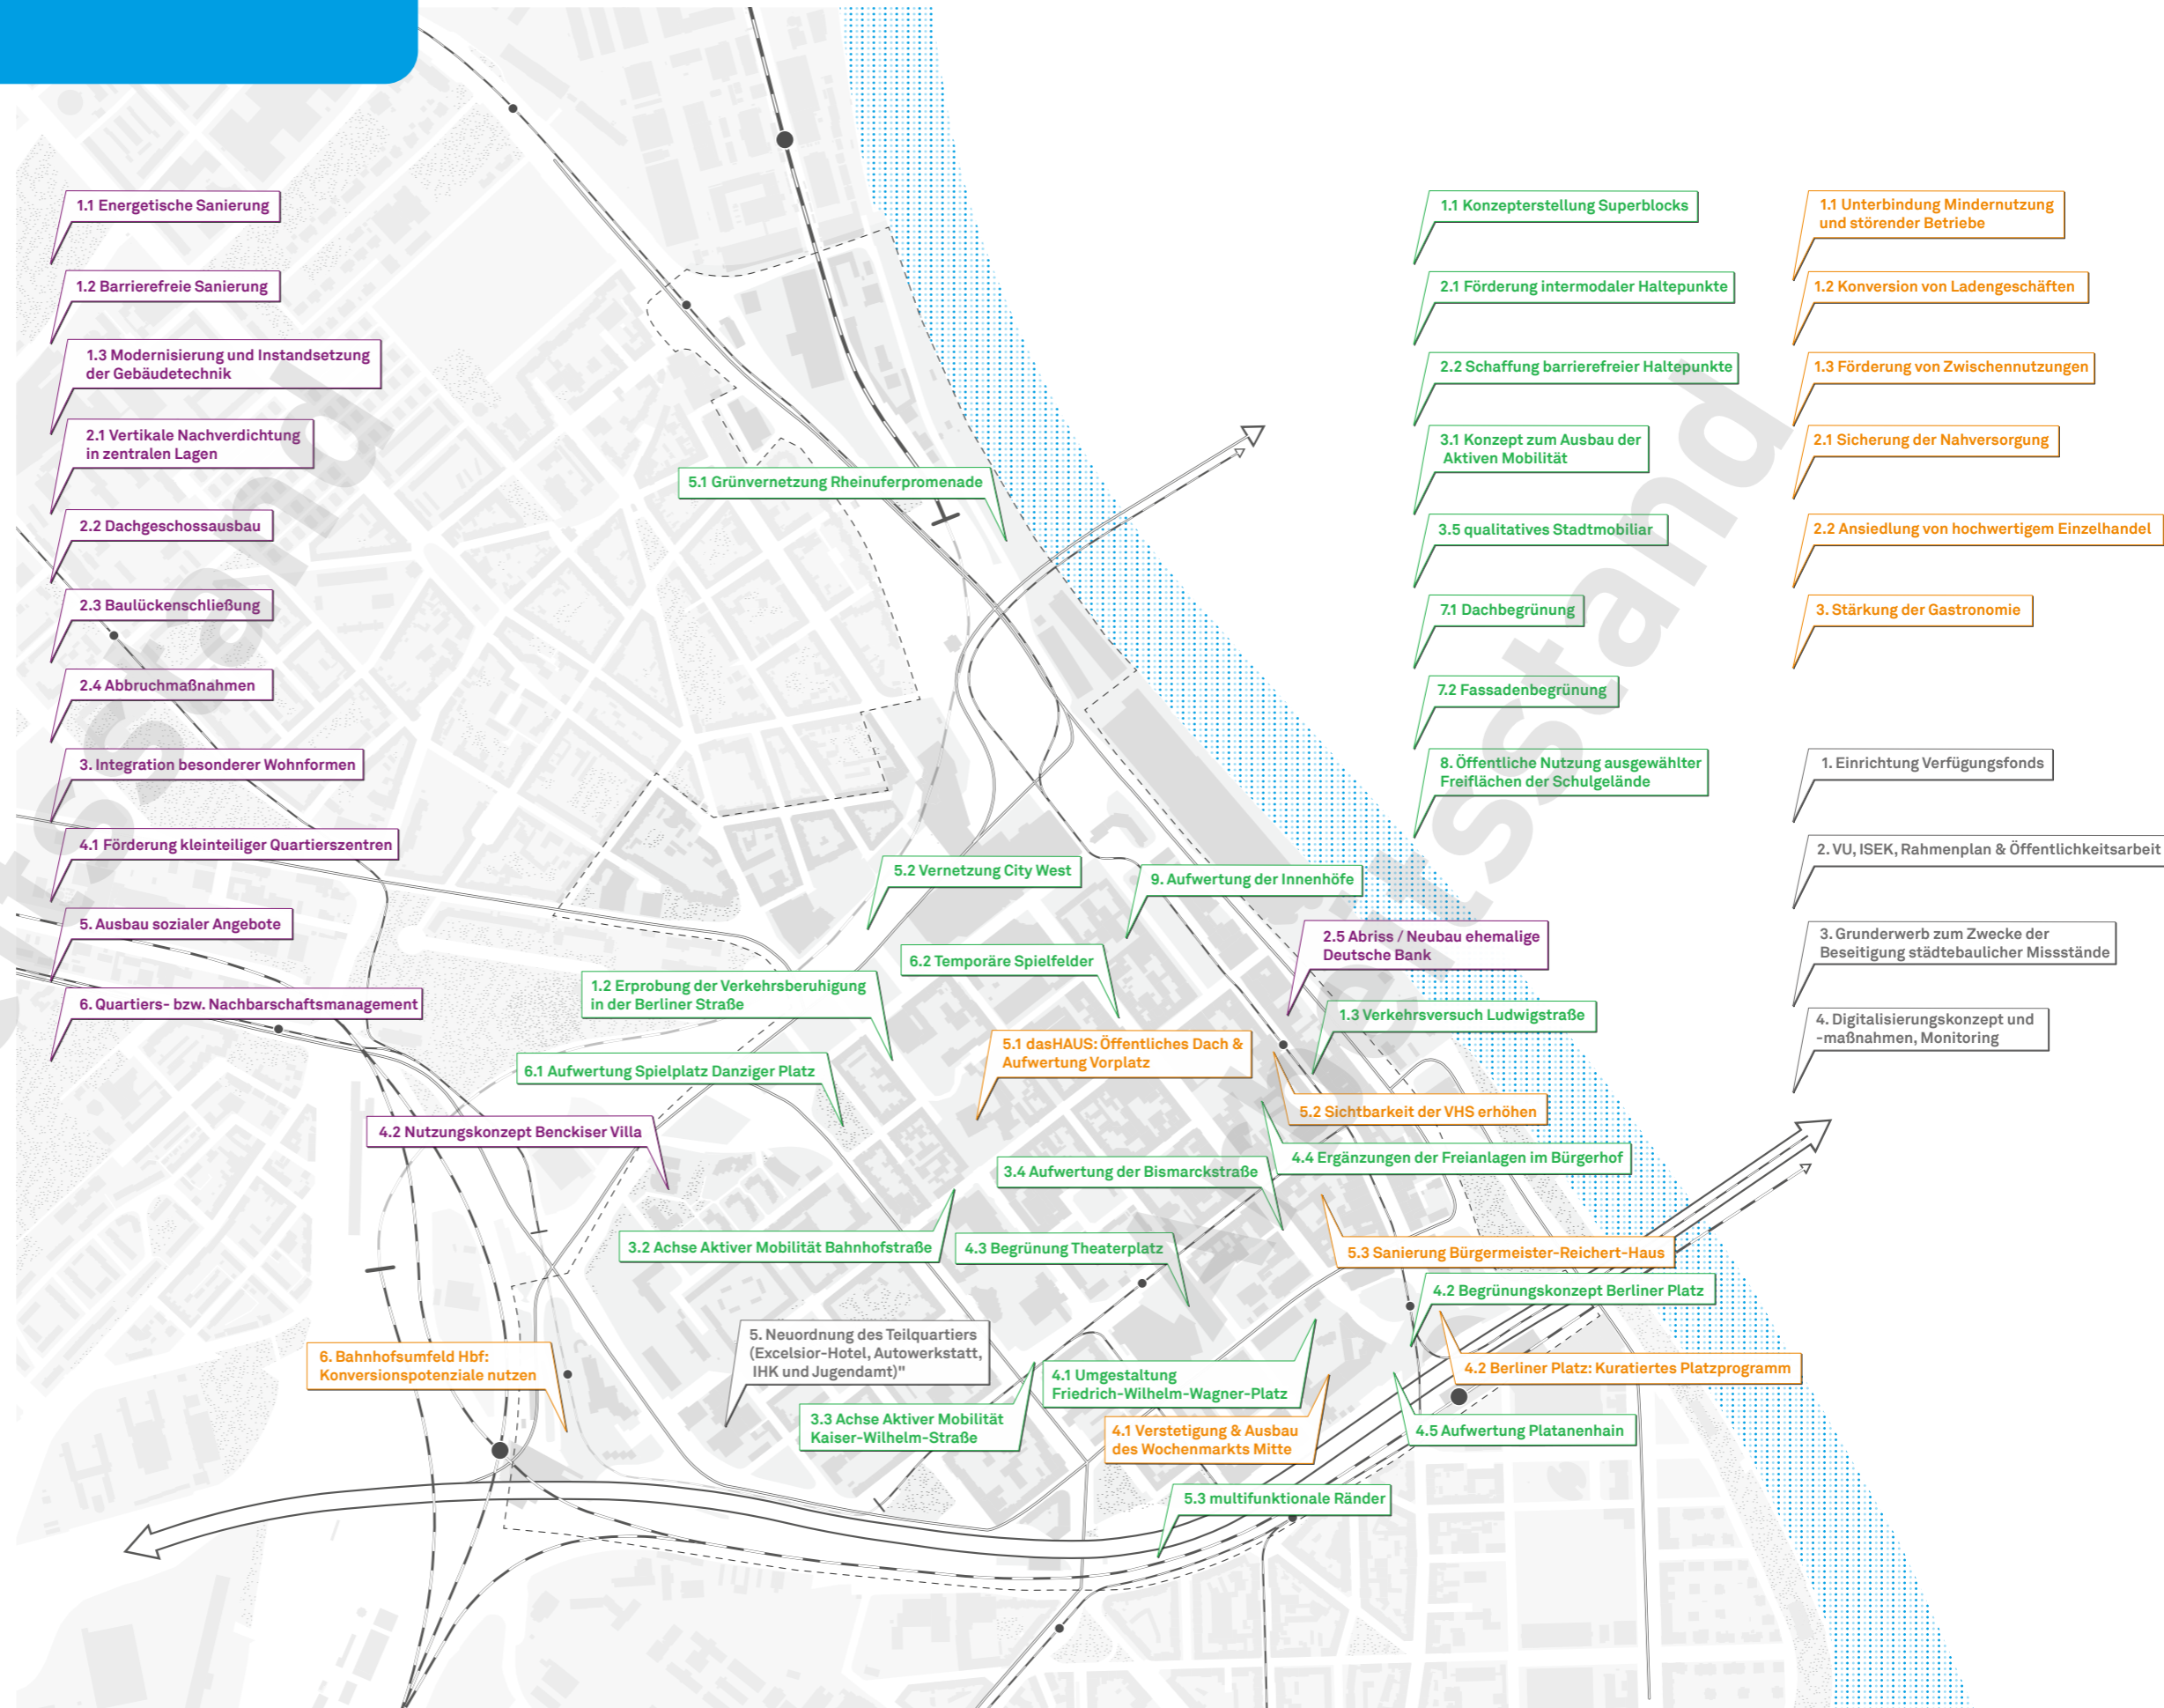 1.1 Energetische Sanierung
1.2 Barrierefreie Sanierung
1.3 Modernisierung und Instandsetzung
der Gebäudetechnik
2.1 Vertikale Nachverdichtung
in zentralen Lagen
2.2 Dachgeschossausbau
2.3 Baulückenschließung
2.4 Abbruchmaßnahmen
3. Integration besonderer Wohnformen
4.1 Förderung kleinteiliger Quartierszentren
5. Ausbau sozialer Angebote
6. Quartiers- bzw. Nachbarschaftsmanagement
1.1 Konzepterstellung Superblocks
2.1 Förderung intermodaler Haltepunkte
2.2 Schaffung barrierefreier Haltepunkte
3.1 Konzept zum Ausbau der
Aktiven Mobilität
3.5 qualitatives Stadtmobiliar
7.1 Dachbegrünung
7.2 Fassadenbegrünung
8. Öffentliche Nutzung ausgewählter
Freiflächen der Schulgelände
1.1 Unterbindung Mindernutzung
und störender Betriebe
1.2 Konversion von Ladengeschäften
1.3 Förderung von Zwischennutzungen
2.1 Sicherung der Nahversorgung
2.2 Ansiedlung von hochwertigem Einzelhandel
3. Stärkung der Gastronomie
1. Einrichtung Verfügungsfonds
2. VU, ISEK, Rahmenplan & Öffentlichkeitsarbeit
3. Grunderwerb zum Zwecke der
Beseitigung städtebaulicher Missstände
4. Digitalisierungskonzept und
-maßnahmen, Monitoring
5.1 Grünvernetzung Rheinuferpromenade
5.2 Vernetzung City West
9. Aufwertung der Innenhöfe
2.5 Abriss / Neubau ehemalige
Deutsche Bank
6.2 Temporäre Spielfelder
1.2 Erprobung der Verkehrsberuhigung
in der Berliner Straße
1.3 Verkehrsversuch Ludwigstraße
5.1 dasHAUS: Öffentliches Dach &
Aufwertung Vorplatz
6.1 Aufwertung Spielplatz Danziger Platz
5.2 Sichtbarkeit der VHS erhöhen
4.2 Nutzungskonzept Benckiser Villa
4.4 Ergänzungen der Freianlagen im Bürgerhof
3.4 Aufwertung der Bismarckstraße
3.2 Achse Aktiver Mobilität Bahnhofstraße
4.3 Begrünung Theaterplatz
5.3 Sanierung Bürgermeister-Reichert-Haus
4.2 Begrünungskonzept Berliner Platz
6. Bahnhofsumfeld Hbf:
Konversionspotenziale nutzen
5. Neuordnung des Teilquartiers
(Excelsior-Hotel, Autowerkstatt,
IHK und Jugendamt)"
4.1 Umgestaltung
Friedrich-Wilhelm-Wagner-Platz
4.2 Berliner Platz: Kuratiertes Platzprogramm
3.3 Achse Aktiver Mobilität
Kaiser-Wilhelm-Straße
4.1 Verstetigung & Ausbau
des Wochenmarkts Mitte
4.5 Aufwertung Platanenhain
5.3 multifunktionale Ränder